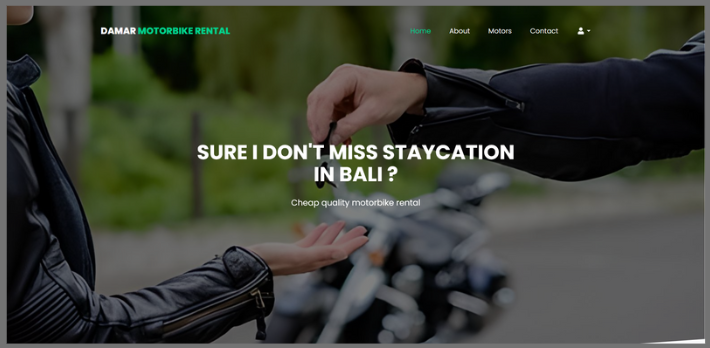 DAMAR MOTORBIKE RENTAL
Home About Motors Contact
SURE I DON'T MISS STAYCATION
IN BALI ?
Cheap quality motorbike rental